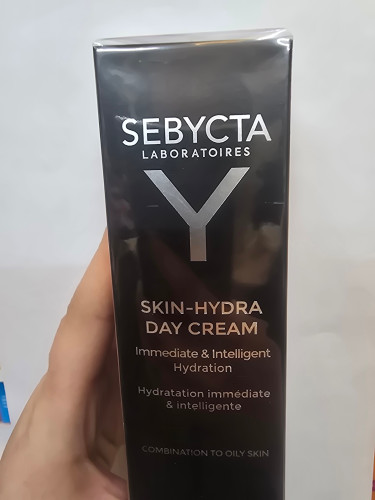 SEBYCTA
LABORATOIRES
Y
SKIN-HYDRA
DAY CREAM
Immediate & Intelligent
Hydration
Hydratation immédiate
& intelligente
COMBINATION TO OILY SKIN